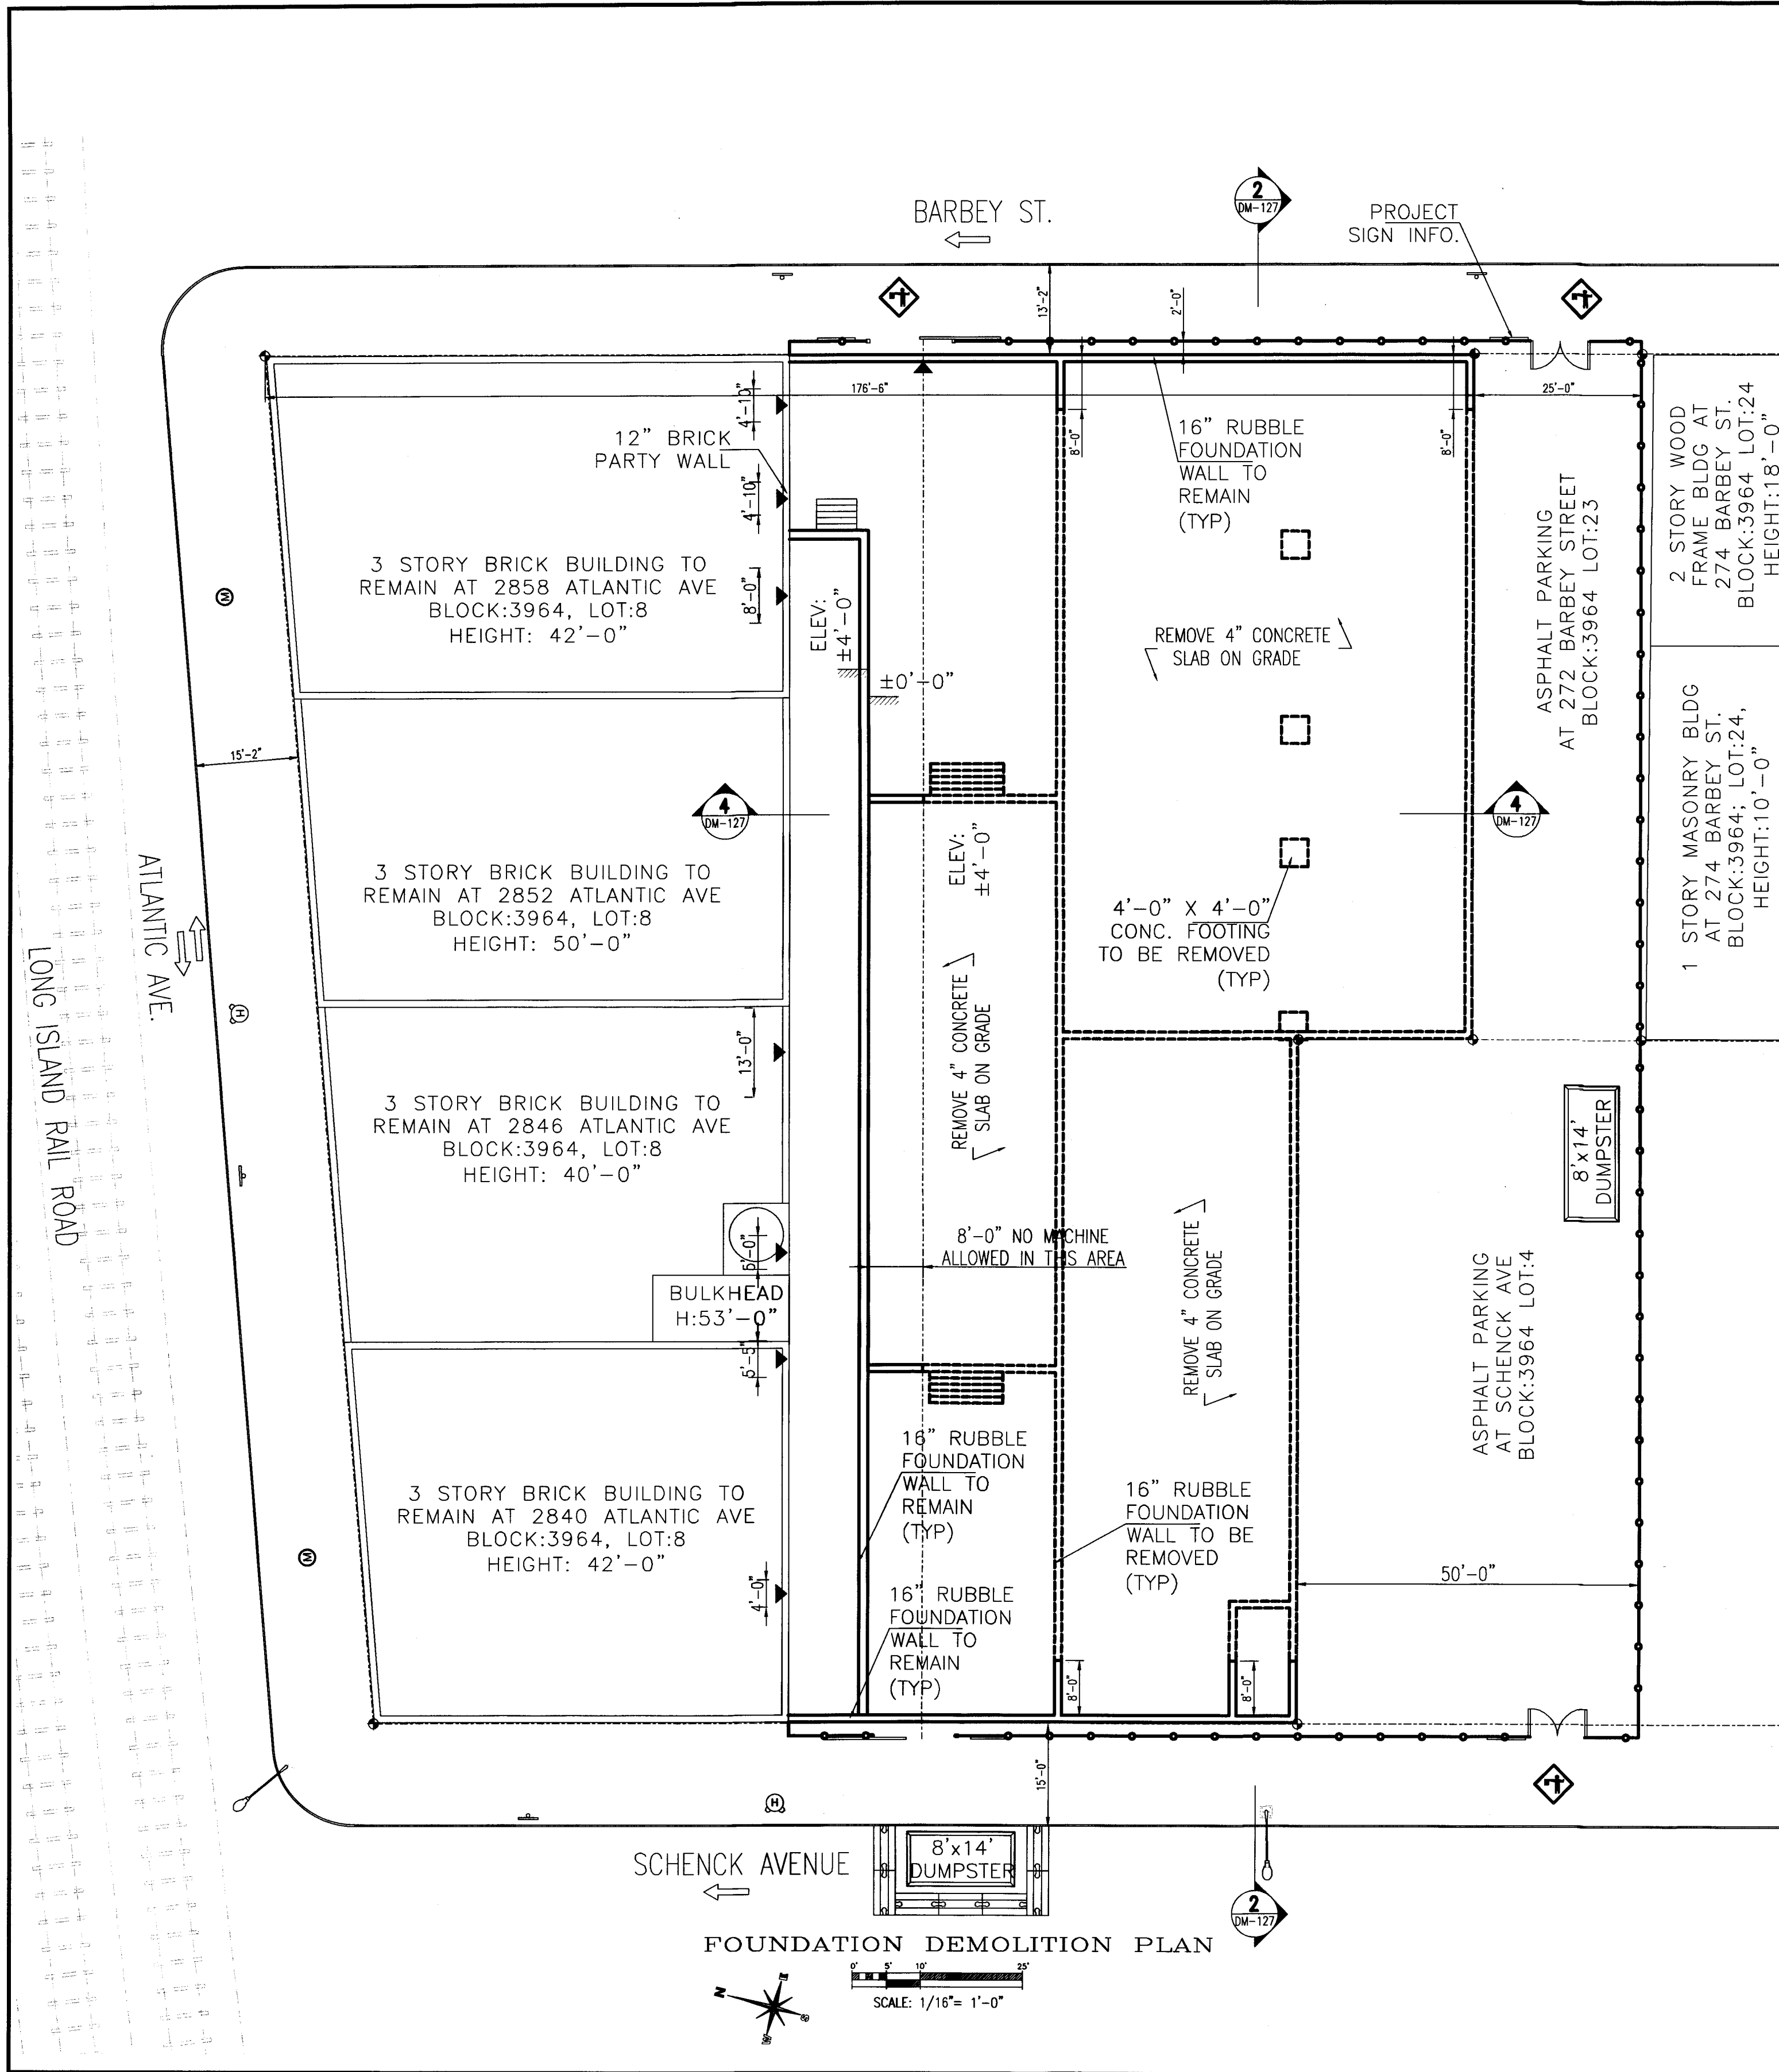 BARBEY ST.
2
DM-127
PROJECT
SIGN INFO.
13'-2"
2'-0"
176'-6"
25'-0"
4'-10"
12" BRICK
PARTY WALL
4'-10"
8'-0"
8'-0"
8'-0"
16" RUBBLE
FOUNDATION
WALL TO
REMAIN
(TYP)
3 STORY BRICK BUILDING TO
REMAIN AT 2858 ATLANTIC AVE
BLOCK:3964, LOT:8
HEIGHT: 42'-0"
M
ELEV:
±4'-0"
±0'-0"
REMOVE 4" CONCRETE
SLAB ON GRADE
ASPHALT PARKING
AT 272 BARBEY STREET
BLOCK:3964 LOT:23
2 STORY WOOD
FRAME BLDG AT
274 BARBEY ST.
BLOCK:3964 LOT:24
HEIGHT:18'-0"
1 STORY MASONRY BLDG
AT 274 BARBEY ST.
BLOCK:3964; LOT:24,
HEIGHT:10'-0"
15'-2"
4
DM-127
4
DM-127
3 STORY BRICK BUILDING TO
REMAIN AT 2852 ATLANTIC AVE
BLOCK:3964, LOT:8
HEIGHT: 50'-0"
ELEV:
±4'-0"
4'-0" X 4'-0"
CONC. FOOTING
TO BE REMOVED
(TYP)
ATLANTIC AVE.
LONG ISLAND RAIL ROAD
H
REMOVE 4" CONCRETE
SLAB ON GRADE
13'-0"
3 STORY BRICK BUILDING TO
REMAIN AT 2846 ATLANTIC AVE
BLOCK:3964, LOT:8
HEIGHT: 40'-0"
8'x14'
DUMPSTER
8'-0" NO MACHINE
ALLOWED IN THIS AREA
BULKHEAD
H:53'-0"
REMOVE 4" CONCRETE
SLAB ON GRADE
ASPHALT PARKING
AT SCHENCK AVE
BLOCK:3964 LOT:4
5'-5"
16" RUBBLE
FOUNDATION
WALL TO
REMAIN
(TYP)
3 STORY BRICK BUILDING TO
REMAIN AT 2840 ATLANTIC AVE
BLOCK:3964, LOT:8
HEIGHT: 42'-0"
16" RUBBLE
FOUNDATION
WALL TO BE
REMOVED
(TYP)
M
50'-0"
4'-0"
16" RUBBLE
FOUNDATION
WALL TO
REMAIN
(TYP)
8'-0"
8'-0"
15'-0"
H
SCHENCK AVENUE
8'x14'
DUMPSTER
2
DM-127
FOUNDATION DEMOLITION PLAN
0' 5' 10' 25'
SCALE: 1/16"= 1'-0"
N
E
S
W